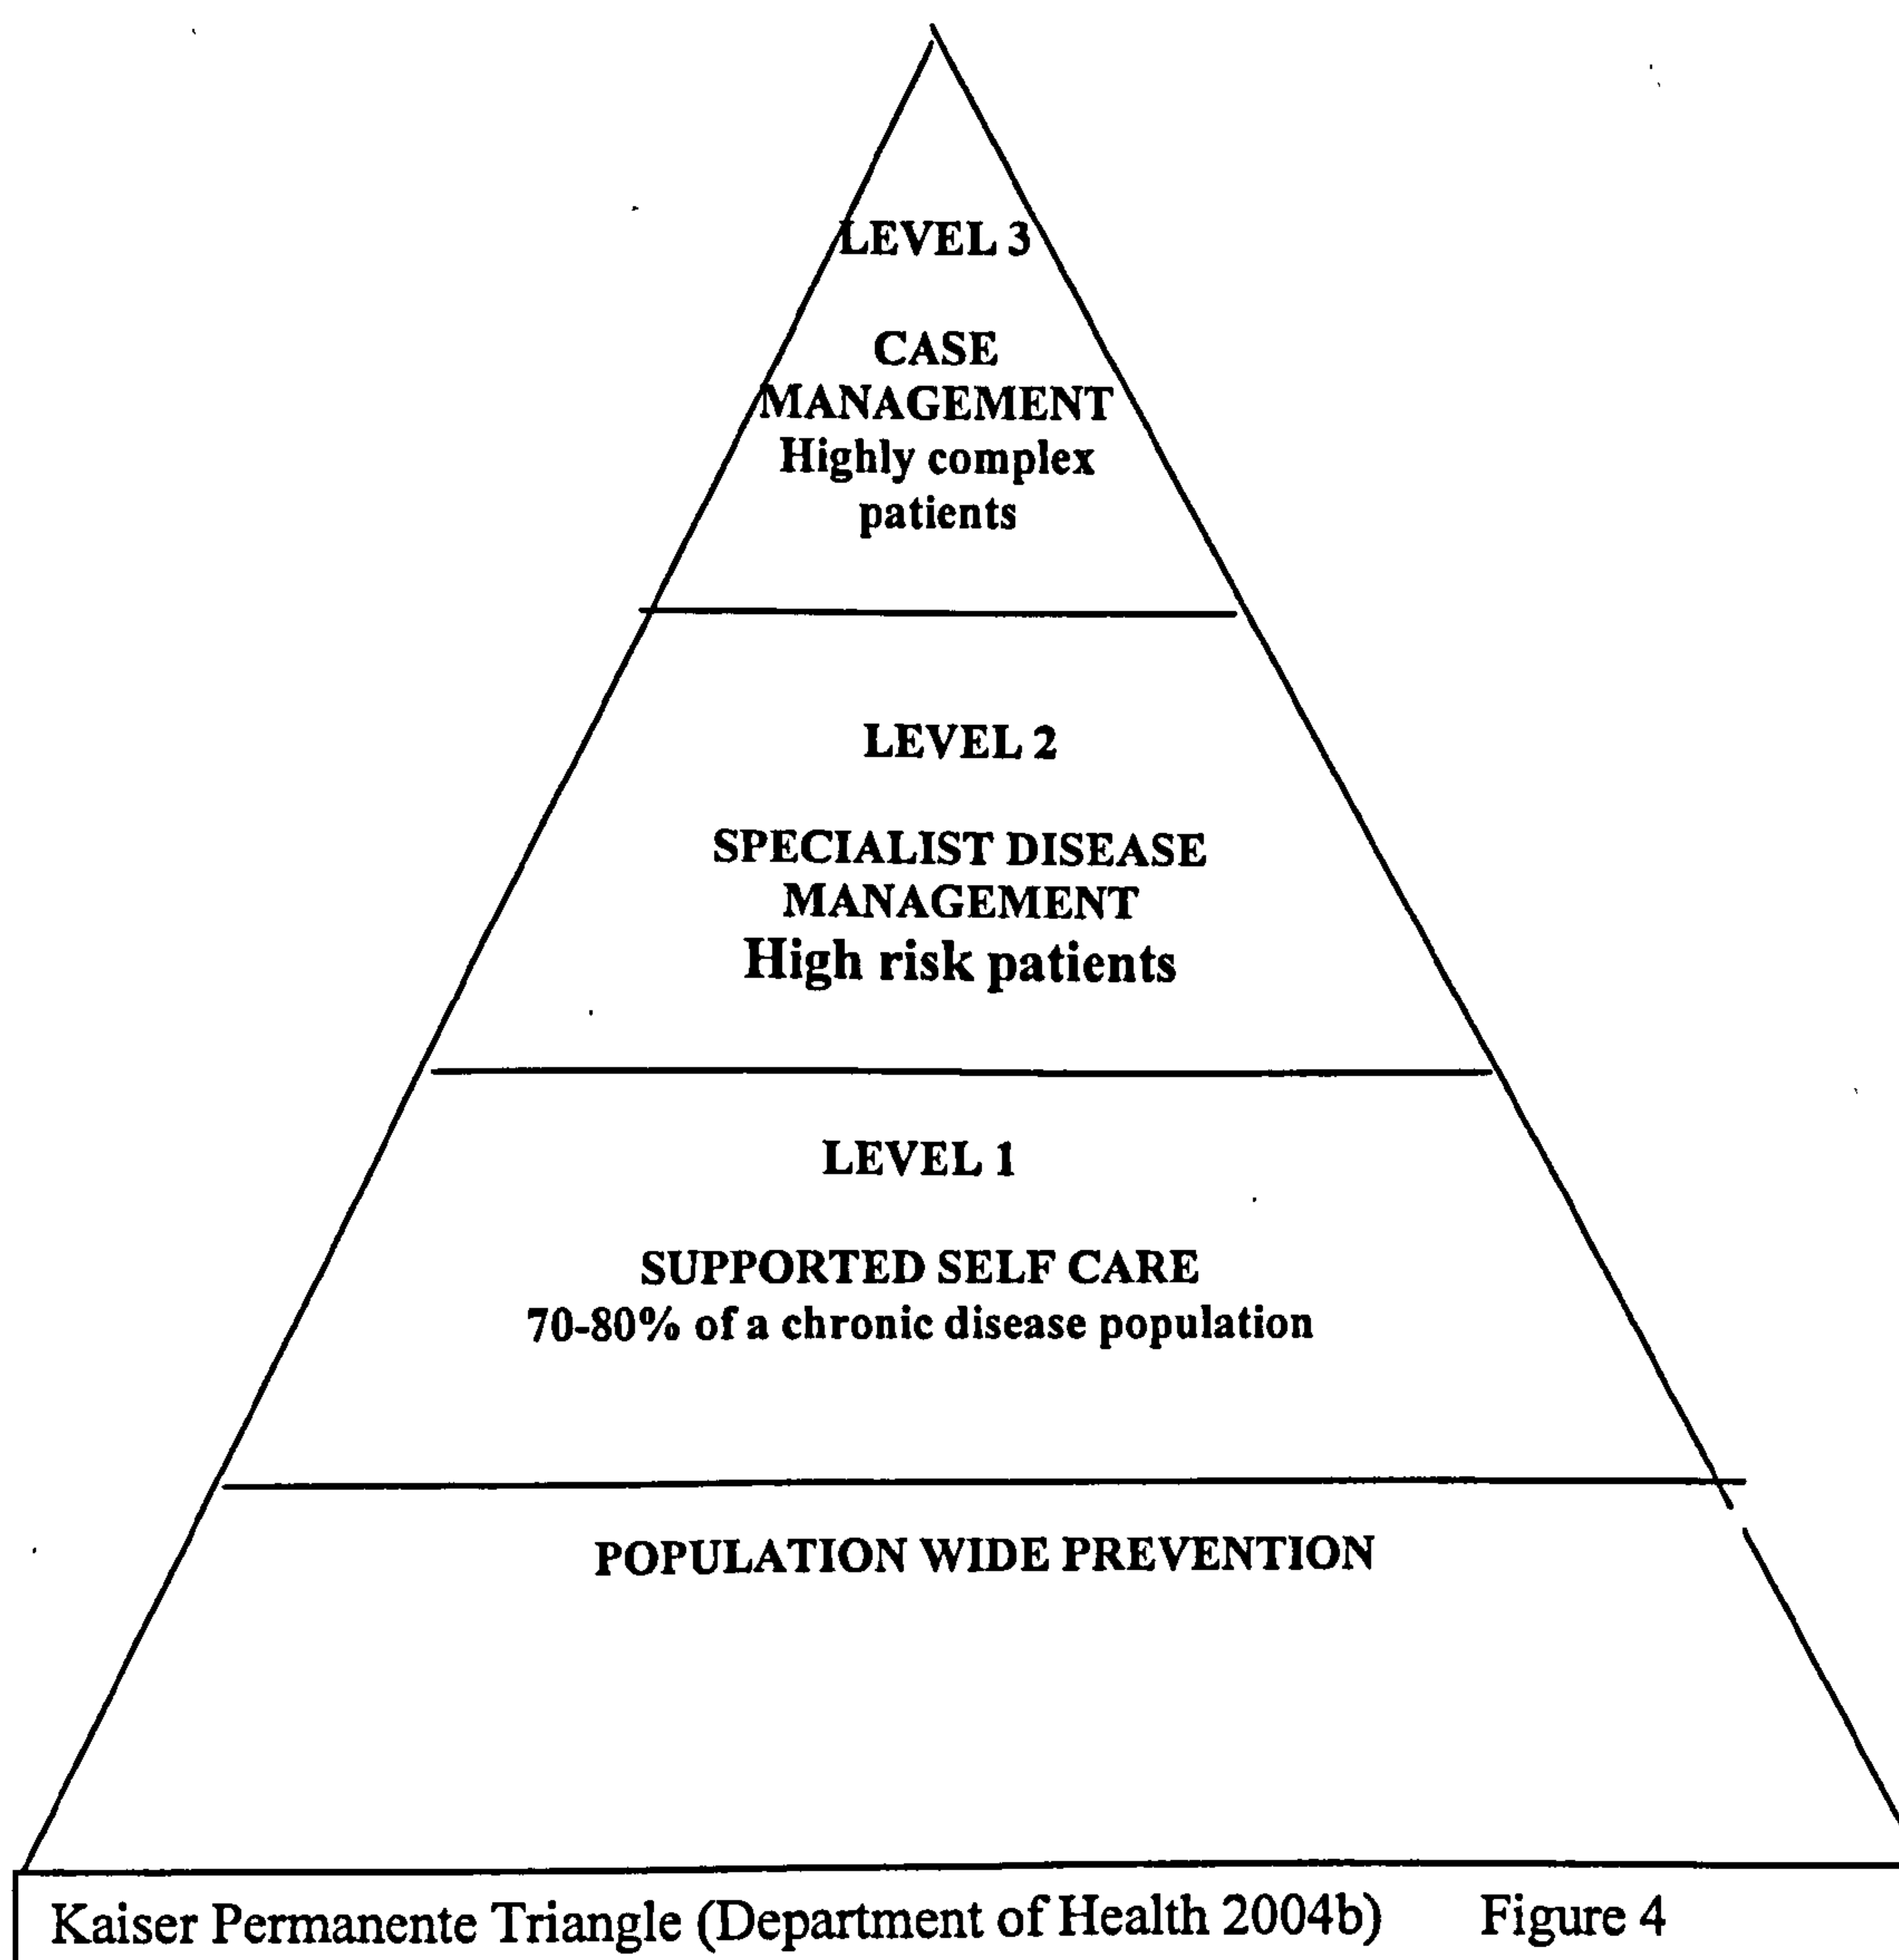 LEVEL 3
CASE
MANAGEMENT
Highly complex
patients
LEVEL 2
SPECIALIST DISEASE
MANAGEMENT
High risk patients
LEVEL 1
SUPPORTED SELF CARE
70-80% of a chronic disease population
POPULATION WIDE PREVENTION
Kaiser Permanente Triangle (Department of Health 2004b) Figure 4